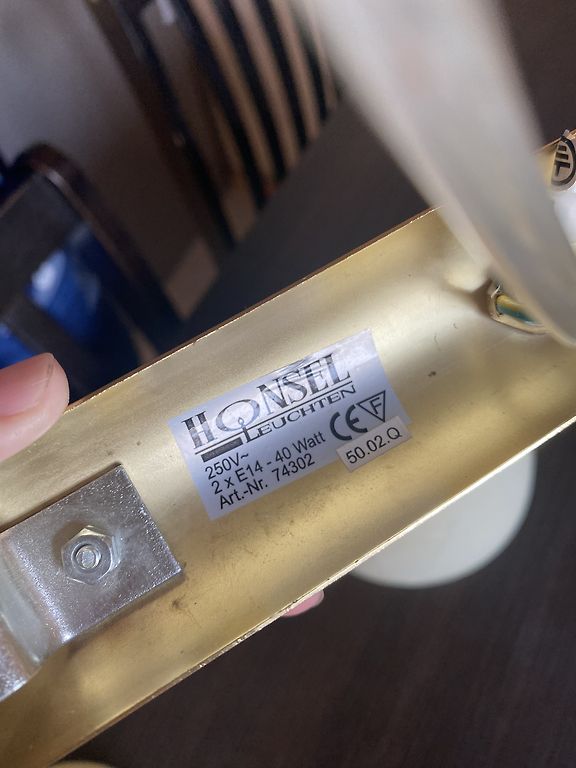 HONSEL
LEUCHTEN
250V~
2 x E14 - 40 Watt
Art.-Nr. 74302
CE F
50.02.Q